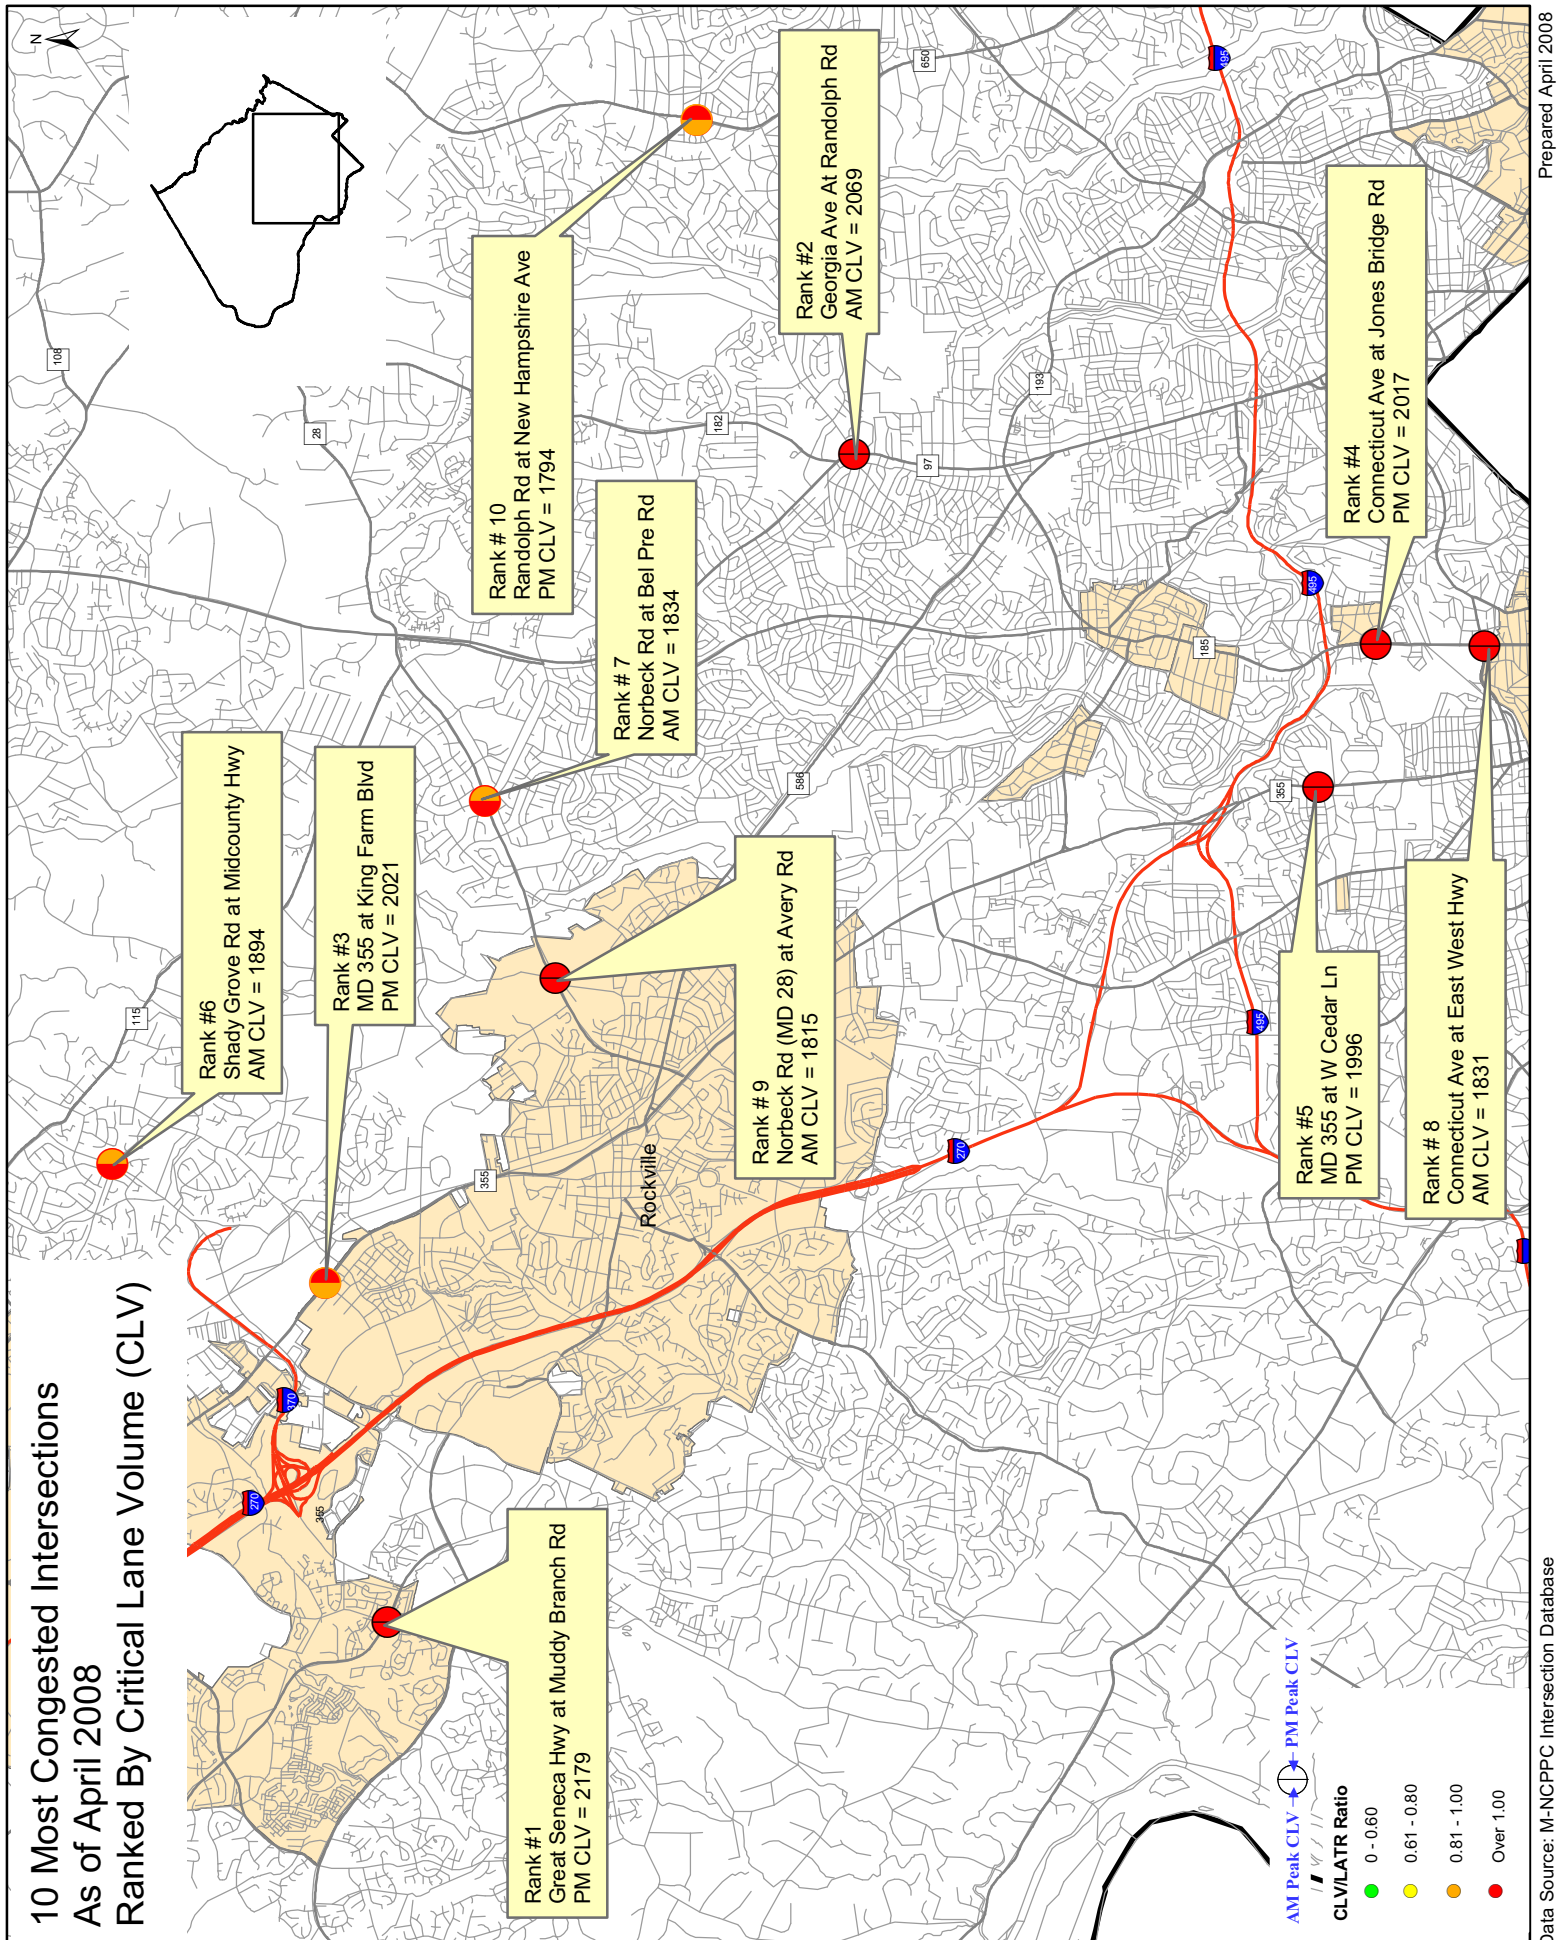 10 Most Congested Intersections
As of April 2008
Ranked By Critical Lane Volume (CLV)
N
Rank #1
Great Seneca Hwy at Muddy Branch Rd
PM CLV = 2179
Rank #6
Shady Grove Rd at Midcounty Hwy
AM CLV = 1894
Rank #3
MD 355 at King Farm Blvd
PM CLV = 2021
Rank # 10
Randolph Rd at New Hampshire Ave
PM CLV = 1794
Rank # 7
Norbeck Rd at Bel Pre Rd
AM CLV = 1834
Rank # 9
Norbeck Rd (MD 28) at Avery Rd
AM CLV = 1815
Rank #2
Georgia Ave At Randolph Rd
AM CLV = 2069
Rank #4
Connecticut Ave at Jones Bridge Rd
PM CLV = 2017
Rank #5
MD 355 at W Cedar Ln
PM CLV = 1996
Rank # 8
Connecticut Ave at East West Hwy
AM CLV = 1831
Rockville
108
28
115
650
182
97
193
586
185
355
355
355
270
370
270
495
495
495
AM Peak CLV
PM Peak CLV
CLV/LATR Ratio
0 - 0.60
0.61 - 0.80
0.81 - 1.00
Over 1.00
Data Source: M-NCPPC Intersection Database
Prepared April 2008